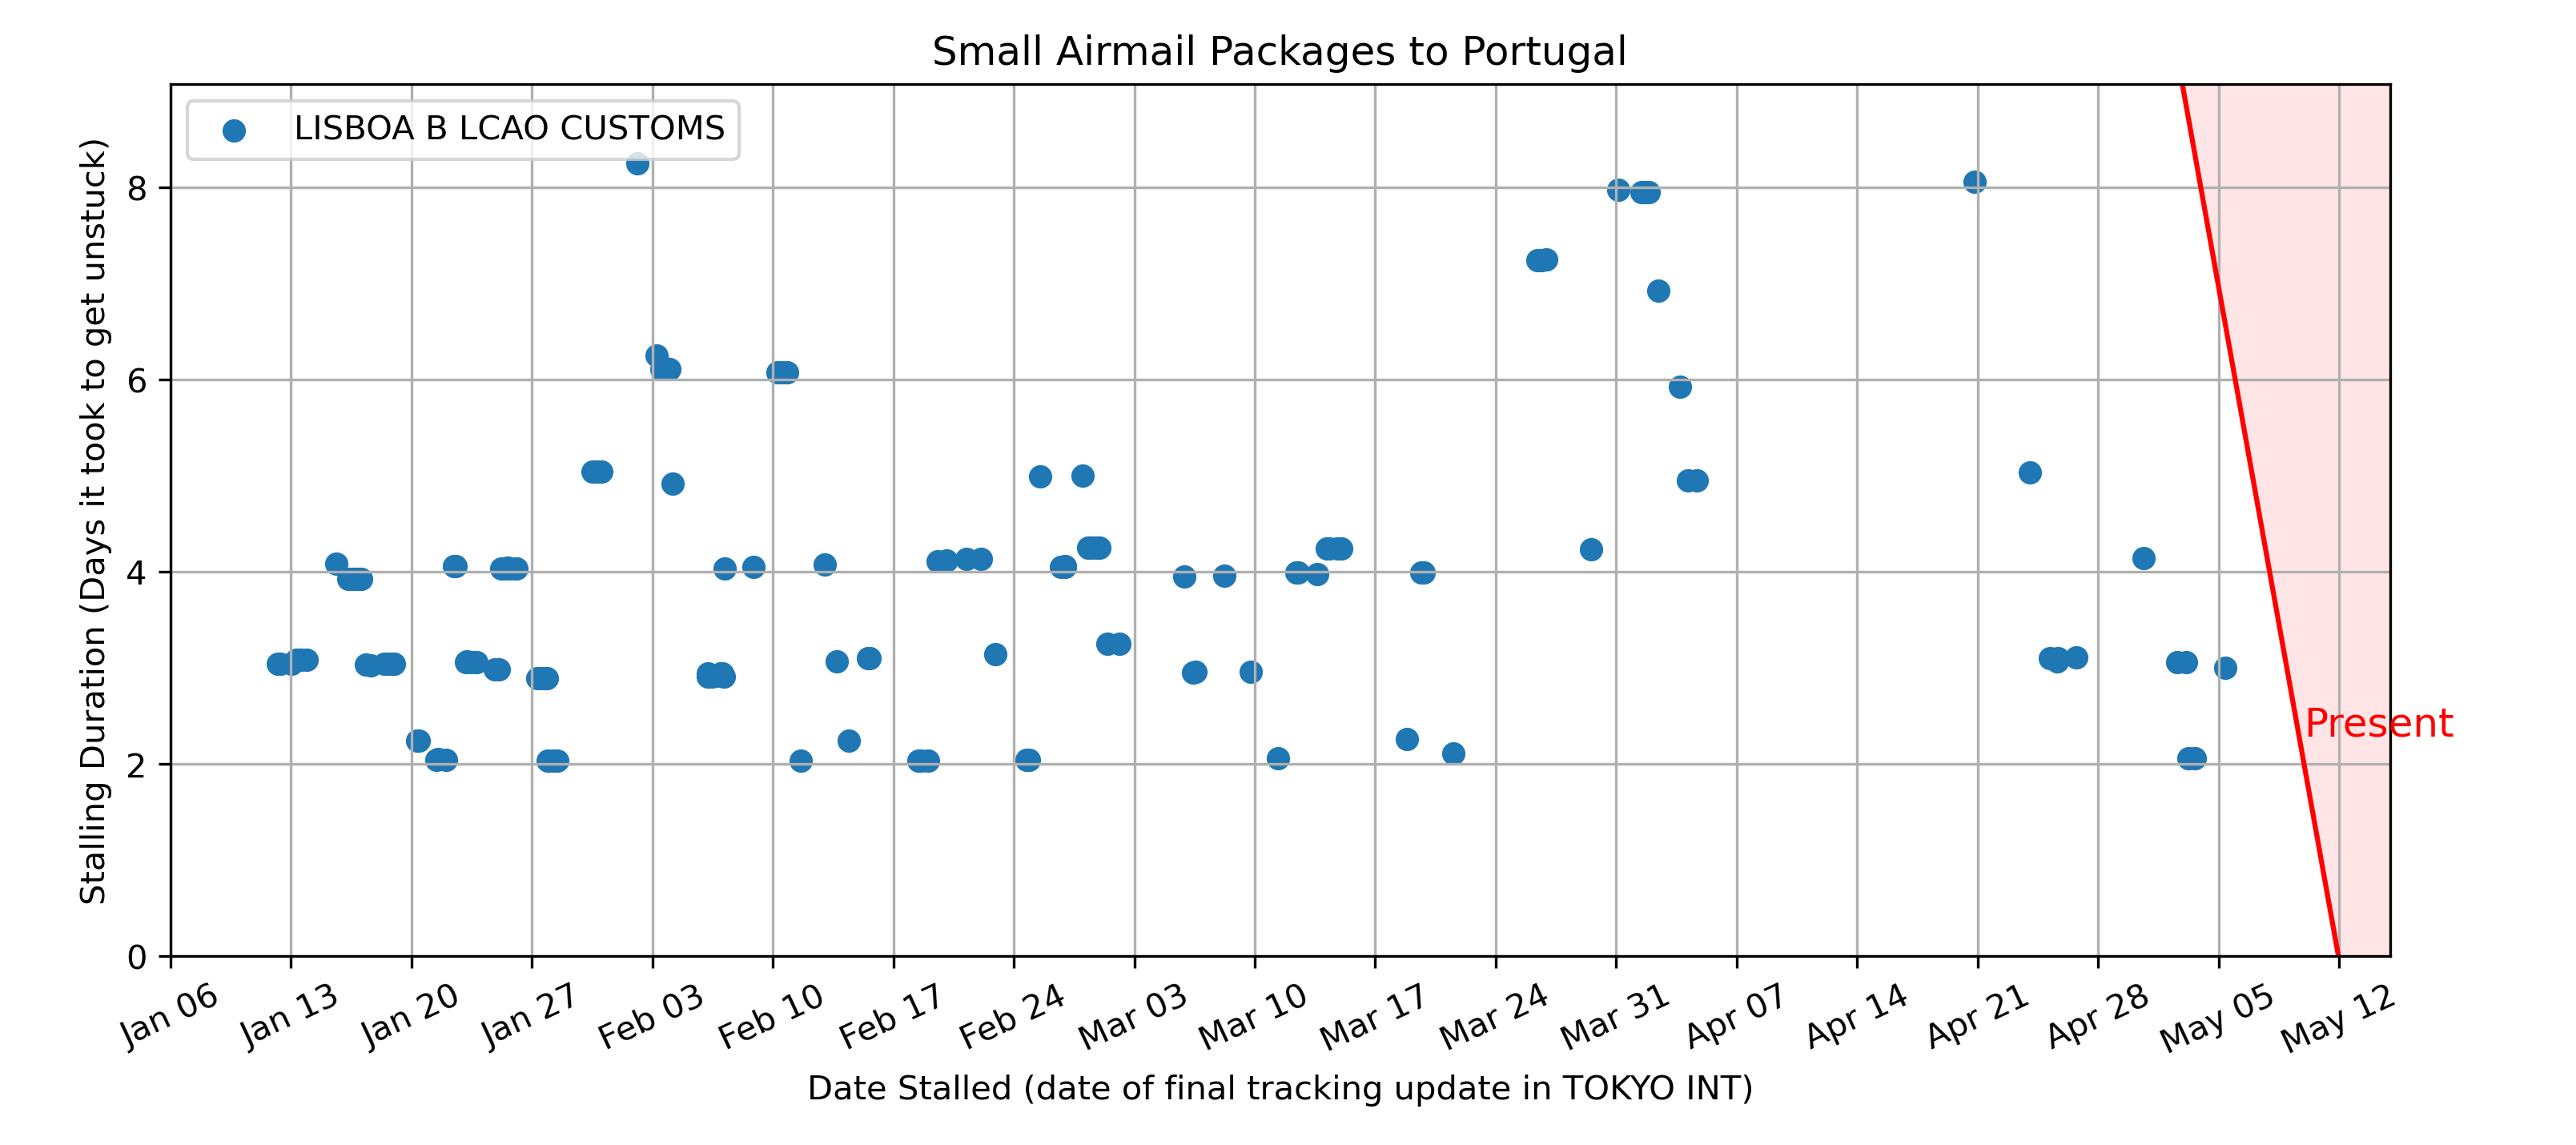 Small Airmail Packages to Portugal
LISBOA B LCAO CUSTOMS
Stalling Duration (Days it took to get unstuck)
8
6
4
2
0
Present
Jan 06
Jan 13
Jan 20
Jan 27
Feb 03
Feb 10
Feb 17
Feb 24
Mar 03
Mar 10
Mar 17
Mar 24
Mar 31
Apr 07
Apr 14
Apr 21
Apr 28
May 05
May 12
Date Stalled (date of final tracking update in TOKYO INT)